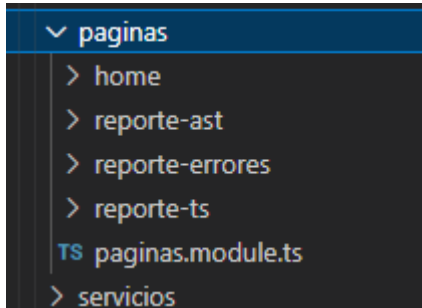 paginas
home
reporte-ast
reporte-errores
reporte-ts
TS paginas.module.ts
servicios